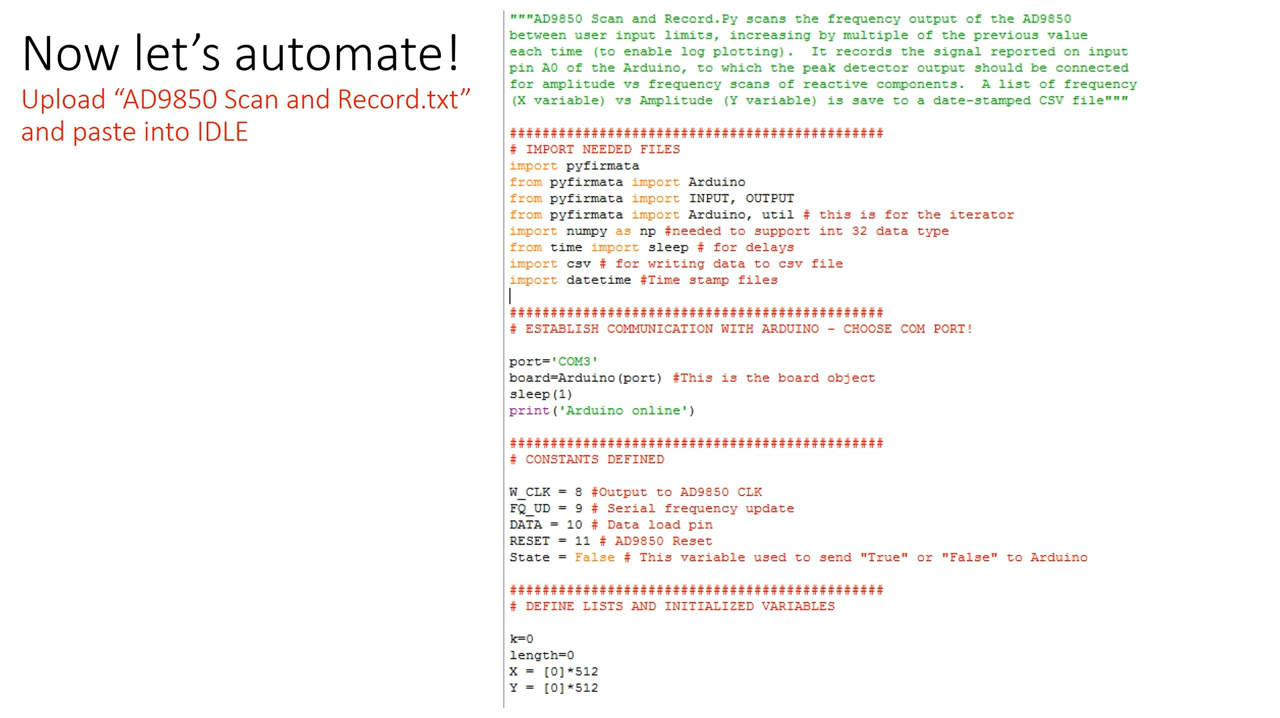 Now let's automate!
Upload “AD9850 Scan and Record.txt”
and paste into IDLE
"""AD9850 Scan and Record.Py scans the frequency output of the AD9850
between user input limits, increasing by multiple of the previous value
each time (to enable log plotting).  It records the signal reported on input
pin A0 of the Arduino, to which the peak detector output should be connected
for amplitude vs frequency scans of reactive components.  A list of frequency
(X variable) vs Amplitude (Y variable) is save to a date-stamped CSV file"""
##############################################
# IMPORT NEEDED FILES
import pyfirmata
from pyfirmata import Arduino
from pyfirmata import INPUT, OUTPUT
from pyfirmata import Arduino, util # this is for the iterator
import numpy as np #needed to support int 32 data type
from time import sleep # for delays
import csv # for writing data to csv file
import datetime #Time stamp files
##############################################
# ESTABLISH COMMUNICATION WITH ARDUINO - CHOOSE COM PORT!
port='COM3'
board=Arduino(port) #This is the board object
sleep(1)
print('Arduino online')
##############################################
# CONSTANTS DEFINED
W_CLK = 8 #Output to AD9850 CLK
FQ_UD = 9 # Serial frequency update
DATA = 10 # Data load pin
RESET = 11 # AD9850 Reset
State = False # This variable used to send "True" or "False" to Arduino
##############################################
# DEFINE LISTS AND INITIALIZED VARIABLES
k=0
length=0
X = [0]*512
Y = [0]*512